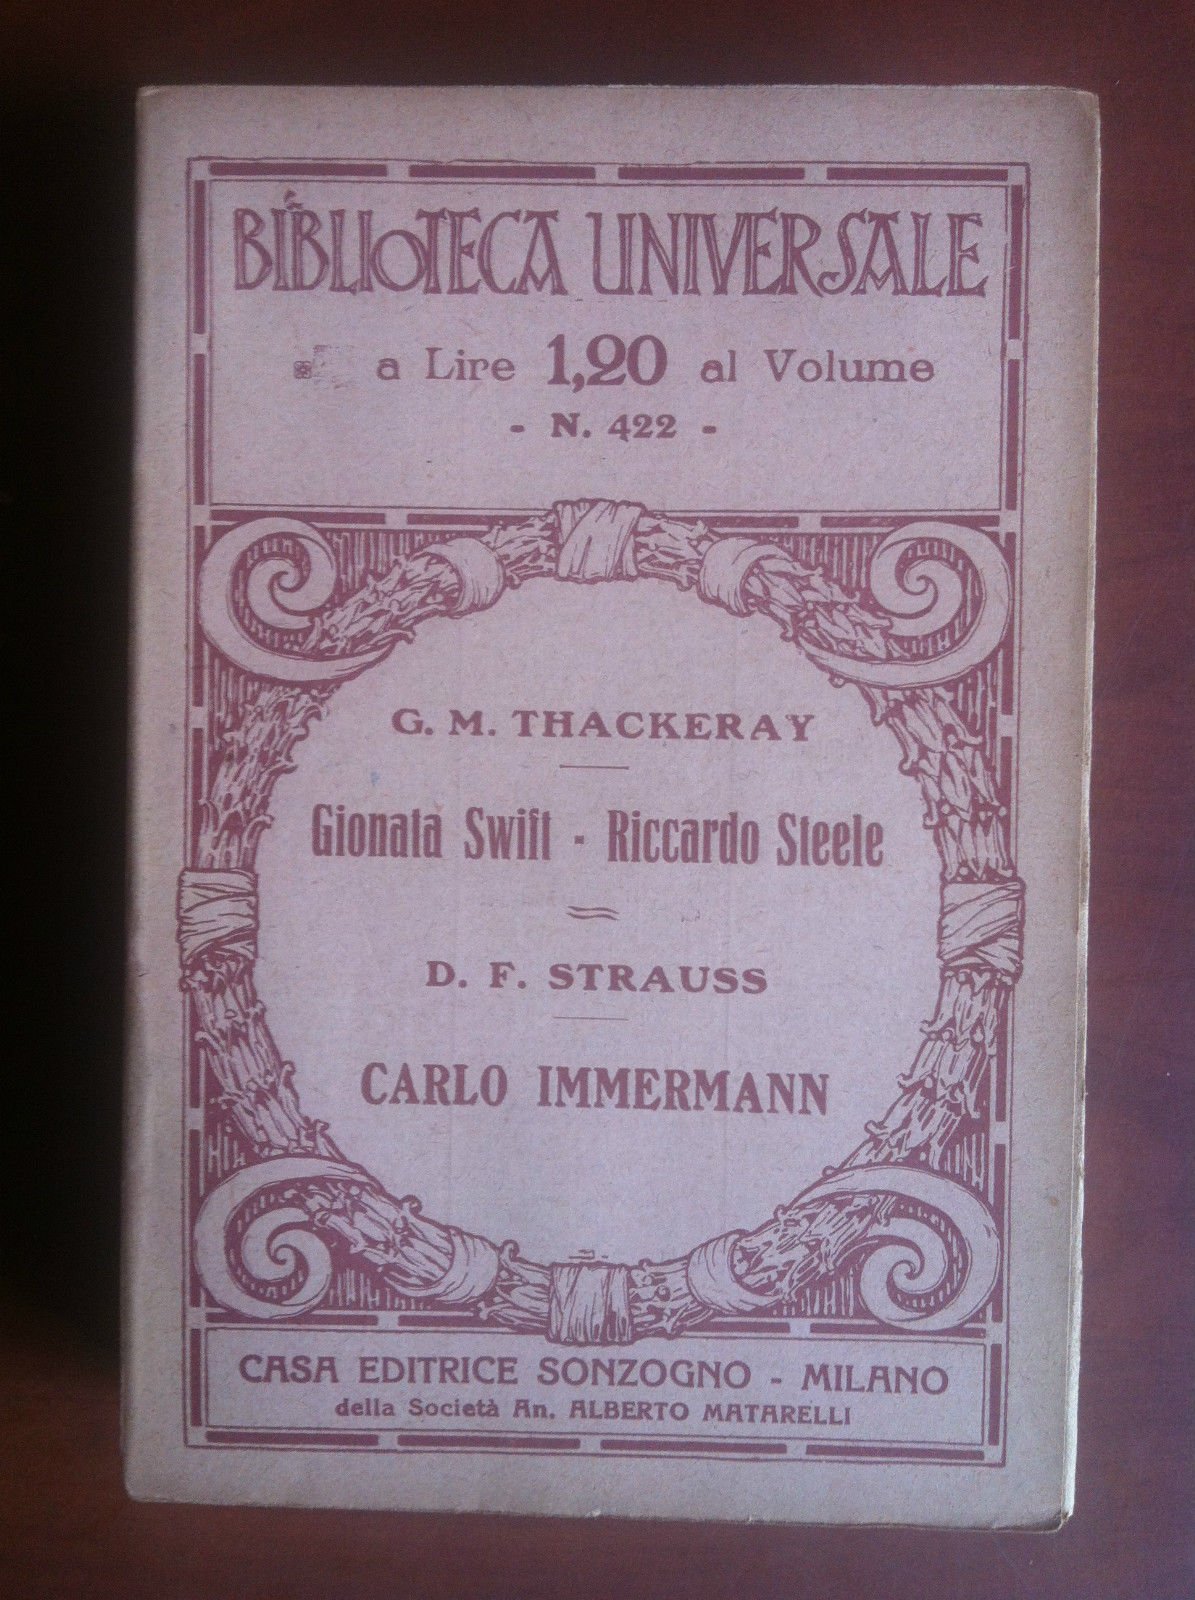 BIBLIOTECA UNIVERSALE
a Lire 1,20 al Volume
- N. 422 -
G. M. THACKERAY
Gionata Swift - Riccardo Steele
D. F. STRAUSS
CARLO IMMERMANN
CASA EDITRICE SONZOGNO - MILANO
della Società An. ALBERTO MATARELLI